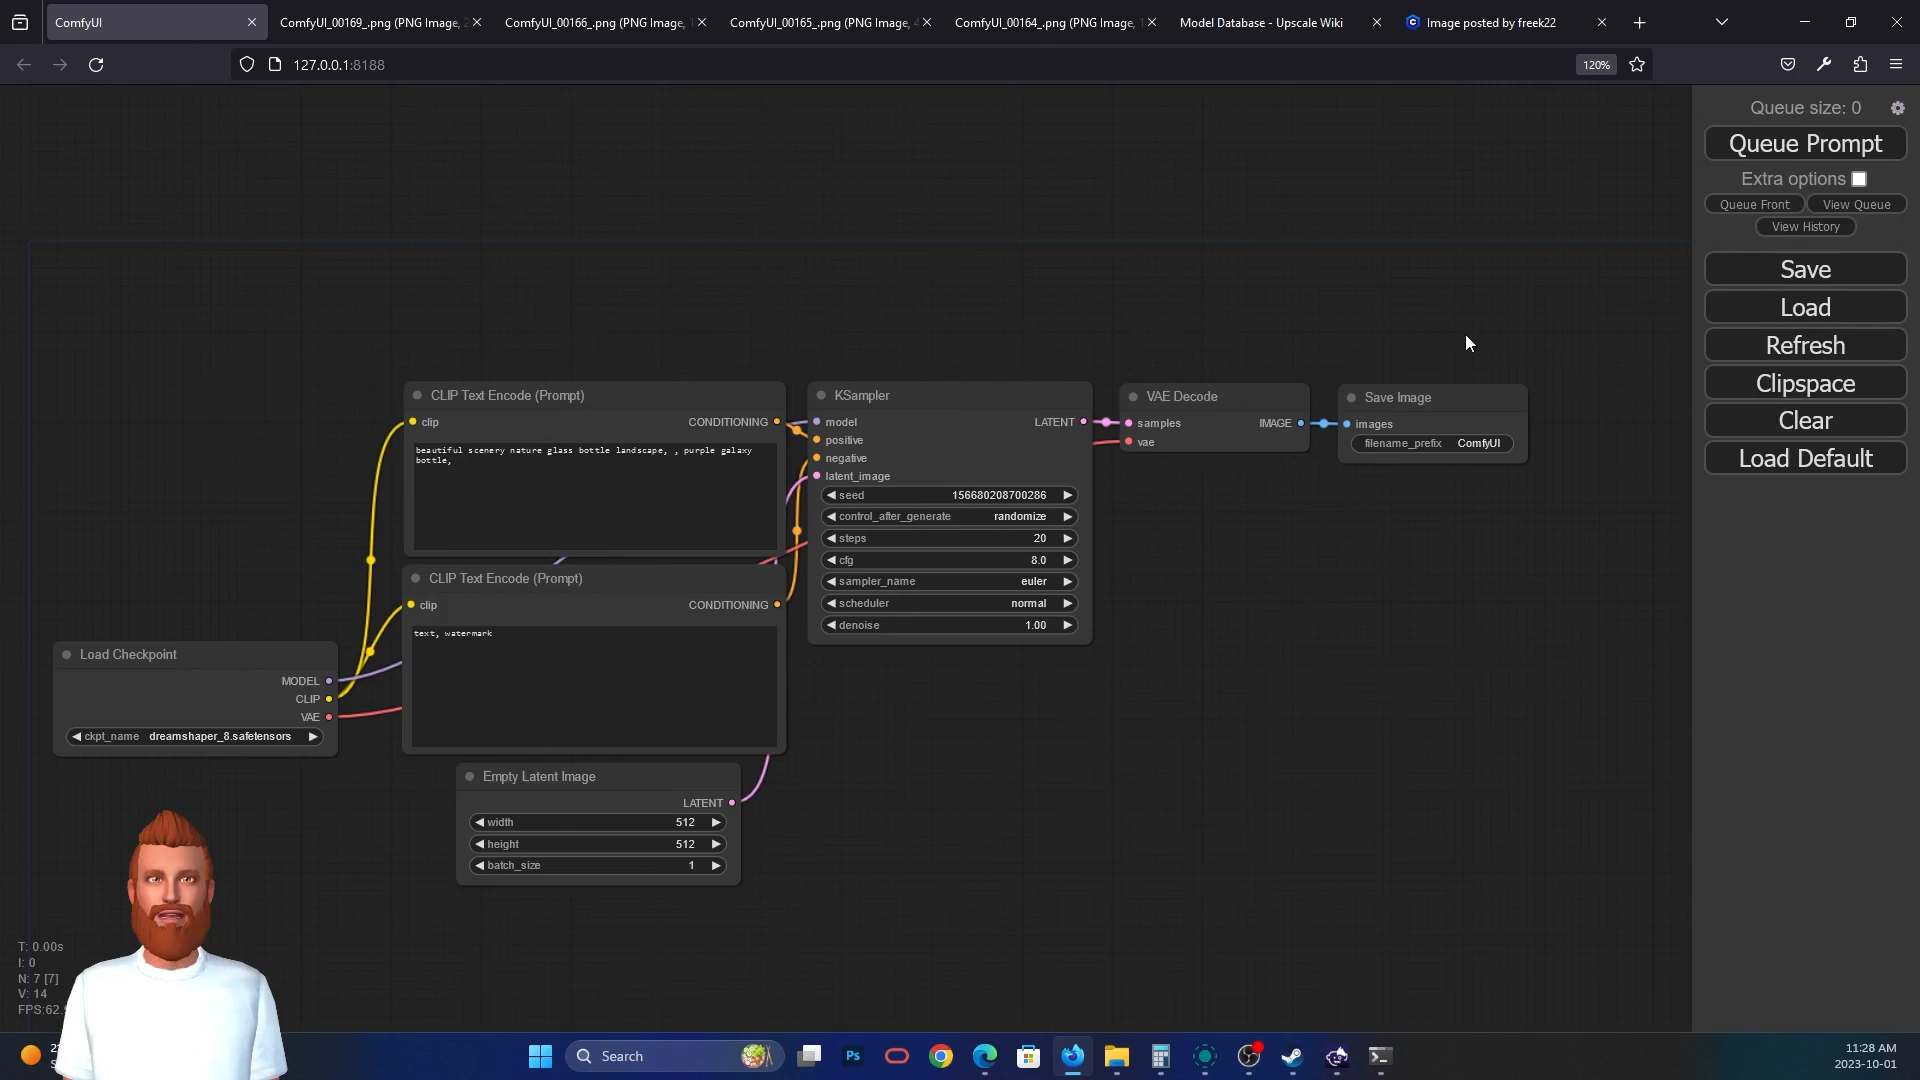 ComfyUI
ComfyUI_00169_.png (PNG Image, 2
ComfyUI_00166_.png (PNG Image, 1
ComfyUI_00165_.png (PNG Image, 4
ComfyUI_00164_.png (PNG Image, 1
Model Database - Upscale Wiki
Image posted by freek22
127.0.0.1:8188
120%
Queue size: 0
Queue Prompt
Extra options
Queue Front
View Queue
View History
Save
Load
Refresh
Clipspace
Clear
Load Default
CLIP Text Encode (Prompt)
clip
CONDITIONING
beautiful scenery nature glass bottle landscape, , purple galaxy
bottle,
CLIP Text Encode (Prompt)
clip
CONDITIONING
text, watermark
Load Checkpoint
MODEL
CLIP
VAE
ckpt_name dreamshaper_8.safetensors
Empty Latent Image
LATENT
width 512
height 512
batch_size 1
KSampler
model
LATENT
positive
negative
latent_image
seed 156680208700286
control_after_generate randomize
steps 20
cfg 8.0
sampler_name euler
scheduler normal
denoise 1.00
VAE Decode
samples
IMAGE
vae
Save Image
images
filename_prefix ComfyUI
T: 0.00s
I: 0
N: 7 [7]
V: 14
FPS:62.
Search
Ps
11:28 AM
2023-10-01